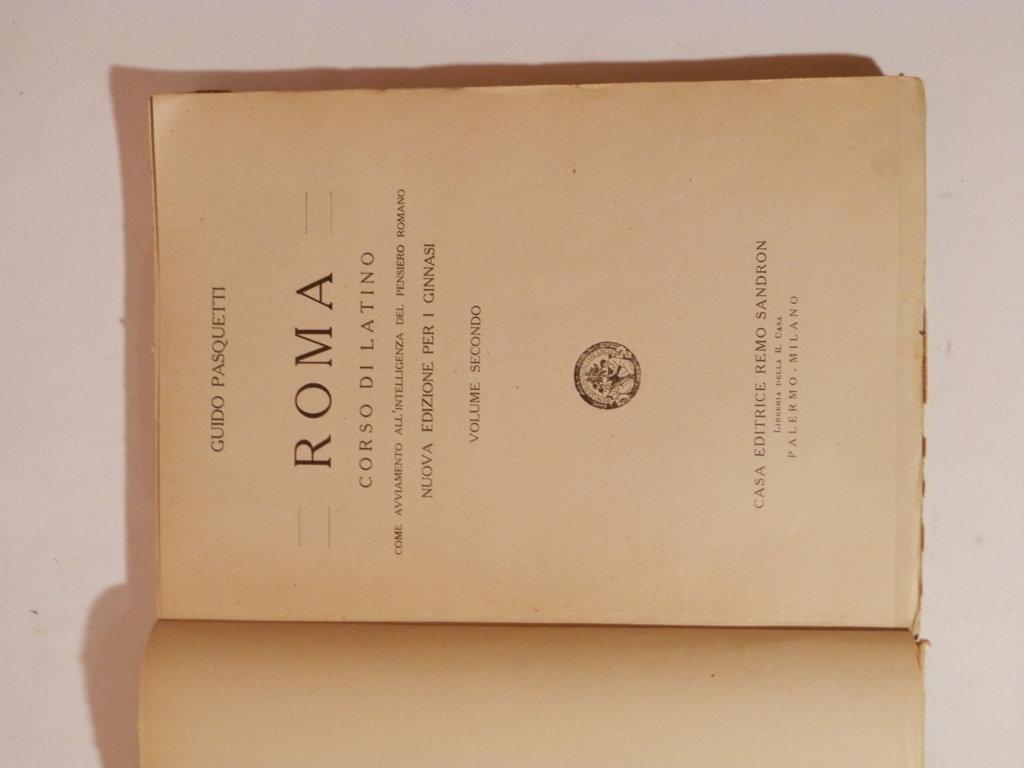 GUIDO PASQUETTI
ROMA
CORSO DI LATINO
COME AVVIAMENTO ALL'INTELLIGENZA DEL PENSIERO ROMANO
NUOVA EDIZIONE PER I GINNASI
VOLUME SECONDO
CASA EDITRICE REMO SANDRON
LIBRERIA DELLA R. CASA
PALERMO-MILANO